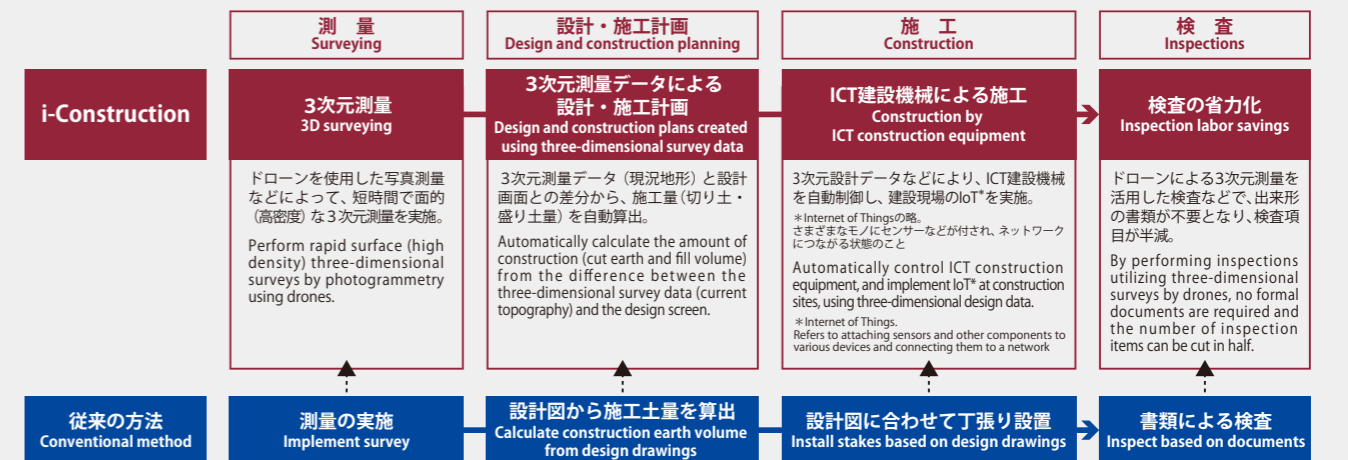 測　量
Surveying
設計・施工計画
Design and construction planning
施　工
Construction
検　査
Inspections
i-Construction
3次元測量
3D surveying
3次元測量データによる
設計・施工計画
Design and construction plans created
using three-dimensional survey data
ICT建設機械による施工
Construction by
ICT construction equipment
検査の省力化
Inspection labor savings
ドローンを使用した写真測量
などによって、短時間で面的
（高密度）な3次元測量を実施。
Perform rapid surface (high
density) three-dimensional
surveys by photogrammetry
using drones.
3次元測量データ（現況地形）と設計
画面との差分から、施工量（切り土・
盛り土量）を自動算出。
Automatically calculate the amount of
construction (cut earth and fill volume)
from the difference between the
three-dimensional survey data (current
topography) and the design screen.
3次元設計データなどにより、ICT建設機械
を自動制御し、建設現場のIoT*を実施。
＊Internet of Thingsの略。
さまざまなモノにセンサーなどが付され、ネットワーク
につながる状態のこと
Automatically control ICT construction
equipment, and implement IoT* at construction
sites, using three-dimensional design data.
＊Internet of Things.
Refers to attaching sensors and other components to
various devices and connecting them to a network
ドローンによる3次元測量を
活用した検査などで、出来形
の書類が不要となり、検査項
目が半減。
By performing inspections
utilizing three-dimensional
surveys by drones, no formal
documents are required and
the number of inspection
items can be cut in half.
従来の方法
Conventional method
測量の実施
Implement survey
設計図から施工土量を算出
Calculate construction earth volume
from design drawings
設計図に合わせて丁張り設置
Install stakes based on design drawings
書類による検査
Inspect based on documents